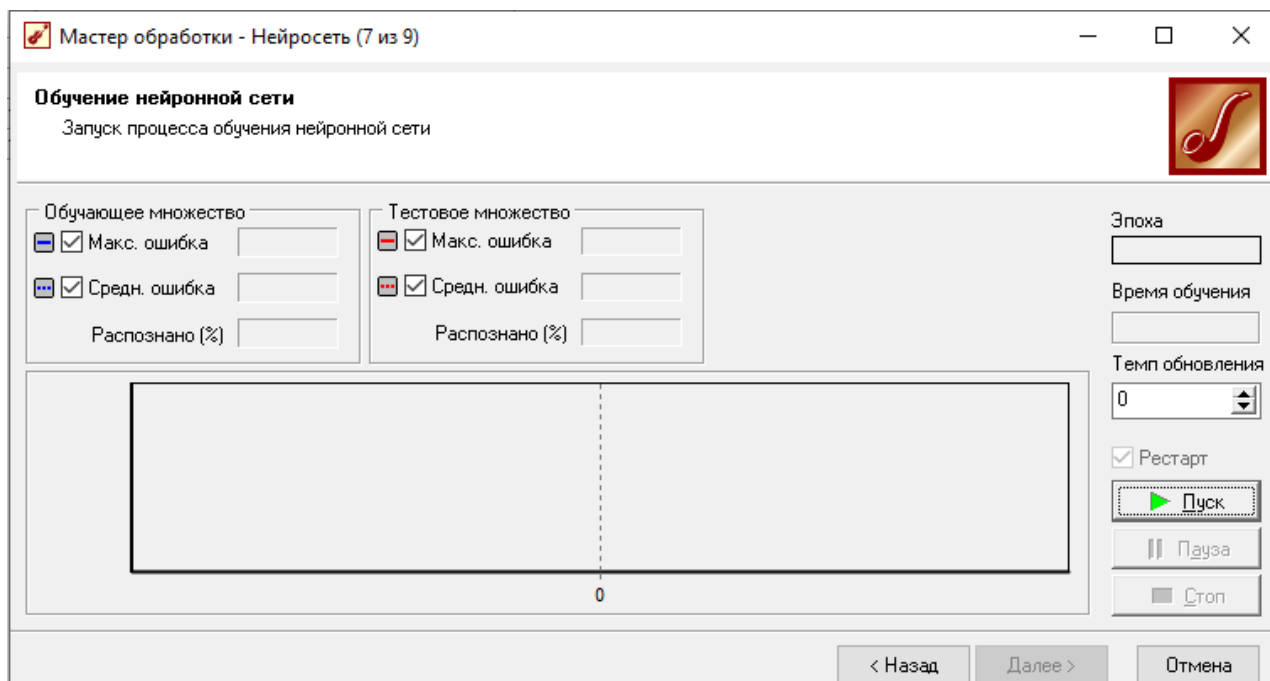 Мастер обработки - Нейросеть (7 из 9)
Обучение нейронной сети
Запуск процесса обучения нейронной сети
Обучающее множество
Макс. ошибка
Средн. ошибка
Распознано (%)
Тестовое множество
Макс. ошибка
Средн. ошибка
Распознано (%)
Эпоха
Время обучения
Темп обновления
0
Рестарт
Пуск
Пауза
Стоп
0
< Назад
Далее >
Отмена